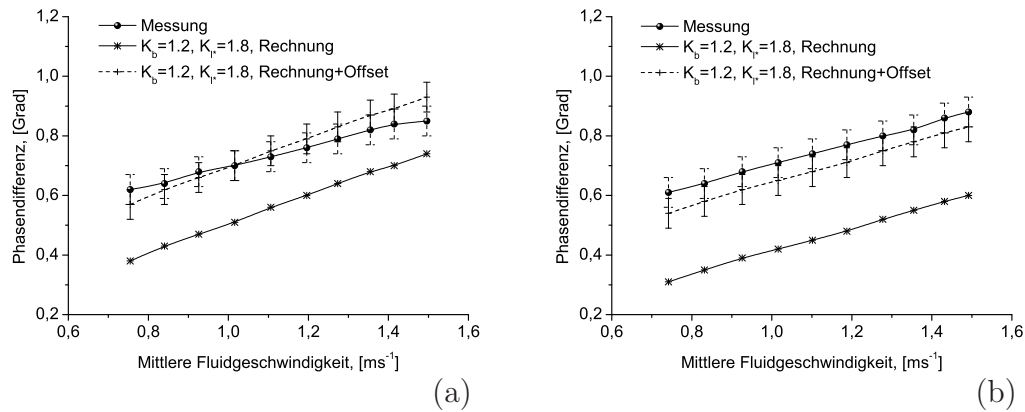 Messung
K_b=1.2, K_l*=1.8, Rechnung
K_b=1.2, K_l*=1.8, Rechnung+Offset
Phasendifferenz, [Grad]
1,2
1,0
0,8
0,6
0,4
0,2
0,6 0,8 1,0 1,2 1,4 1,6
Mittlere Fluidgeschwindigkeit, [ms⁻¹]
(a)
Messung
K_b=1.2, K_l*=1.8, Rechnung
K_b=1.2, K_l*=1.8, Rechnung+Offset
Phasendifferenz, [Grad]
1,2
1,0
0,8
0,6
0,4
0,2
0,6 0,8 1,0 1,2 1,4 1,6
Mittlere Fluidgeschwindigkeit, [ms⁻¹]
(b)